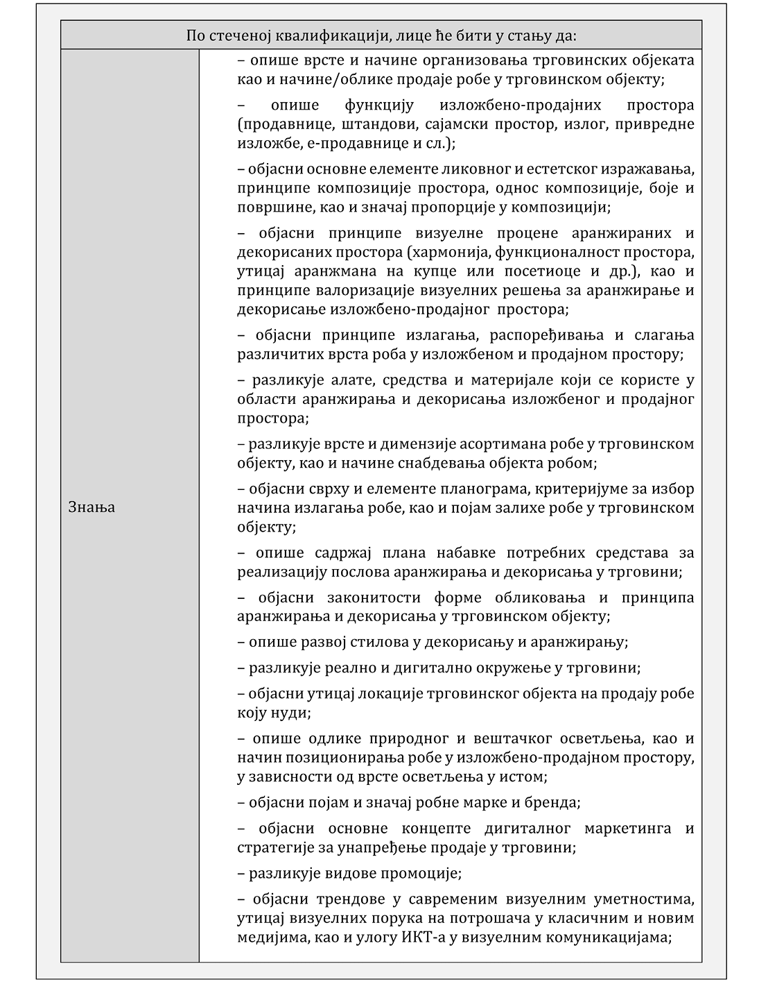 По стеченој квалификацији, лице ће бити у стању да:
– опише врсте и начине организовања трговинских објеката
као и начине/облике продаје робе у трговинском објекту;
– опише функцију изложбено-продајних простора
(продавнице, штандови, сајамски простор, излог, привредне
изложбе, е-продавнице и сл.);
– објасни основне елементе ликовног и естетског изражавања,
принципе композиције простора, однос композиције, боје и
површине, као и значај пропорције у композицији;
– објасни принципе визуелне процене аранжираних и
декорисаних простора (хармонија, функционалност простора,
утицај аранжмана на купце или посетиоце и др.), као и
принципе валоризације визуелних решења за аранжирање и
декорисање изложбено-продајног простора;
– објасни принципе излагања, распоређивања и слагања
различитих врста роба у изложбеном и продајном простору;
– разликује алате, средства и материјале који се користе у
области аранжирања и декорисања изложбеног и продајног
простора;
– разликује врсте и димензије асортимана робе у трговинском
објекту, као и начине снабдевања објекта робом;
– објасни сврху и елементе планограма, критеријуме за избор
Знања
начина излагања робе, као и појам залихе робе у трговинском
објекту;
– опише садржај плана набавке потребних средстава за
реализацију послова аранжирања и декорисања у трговини;
– објасни законитости форме обликовања и принципа
аранжирања и декорисања у трговинском објекту;
– опише развој стилова у декорисању и аранжирању;
– разликује реално и дигитално окружење у трговини;
– објасни утицај локације трговинског објекта на продају робе
коју нуди;
– опише одлике природног и вештачког осветљења, као и
начин позиционирања робе у изложбено-продајном простору,
у зависности од врсте осветљења у истом;
– објасни појам и значај робне марке и бренда;
– објасни основне концепте дигиталног маркетинга и
стратегије за унапређење продаје у трговини;
– разликује видове промоције;
– објасни трендове у савременим визуелним уметностима,
утицај визуелних порука на потрошача у класичним и новим
медијима, као и улогу ИКТ-а у визуелним комуникацијама;